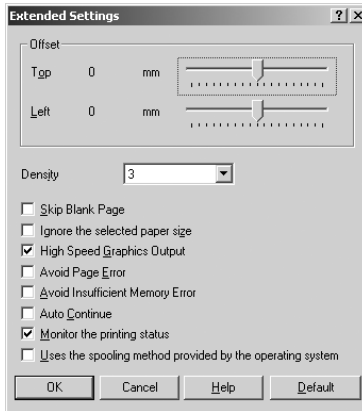 Extended Settings
Offset
Top 0 mm
Left 0 mm
Density 3
Skip Blank Page
Ignore the selected paper size
High Speed Graphics Output
Avoid Page Error
Avoid Insufficient Memory Error
Auto Continue
Monitor the printing status
Uses the spooling method provided by the operating system
OK Cancel Help Default